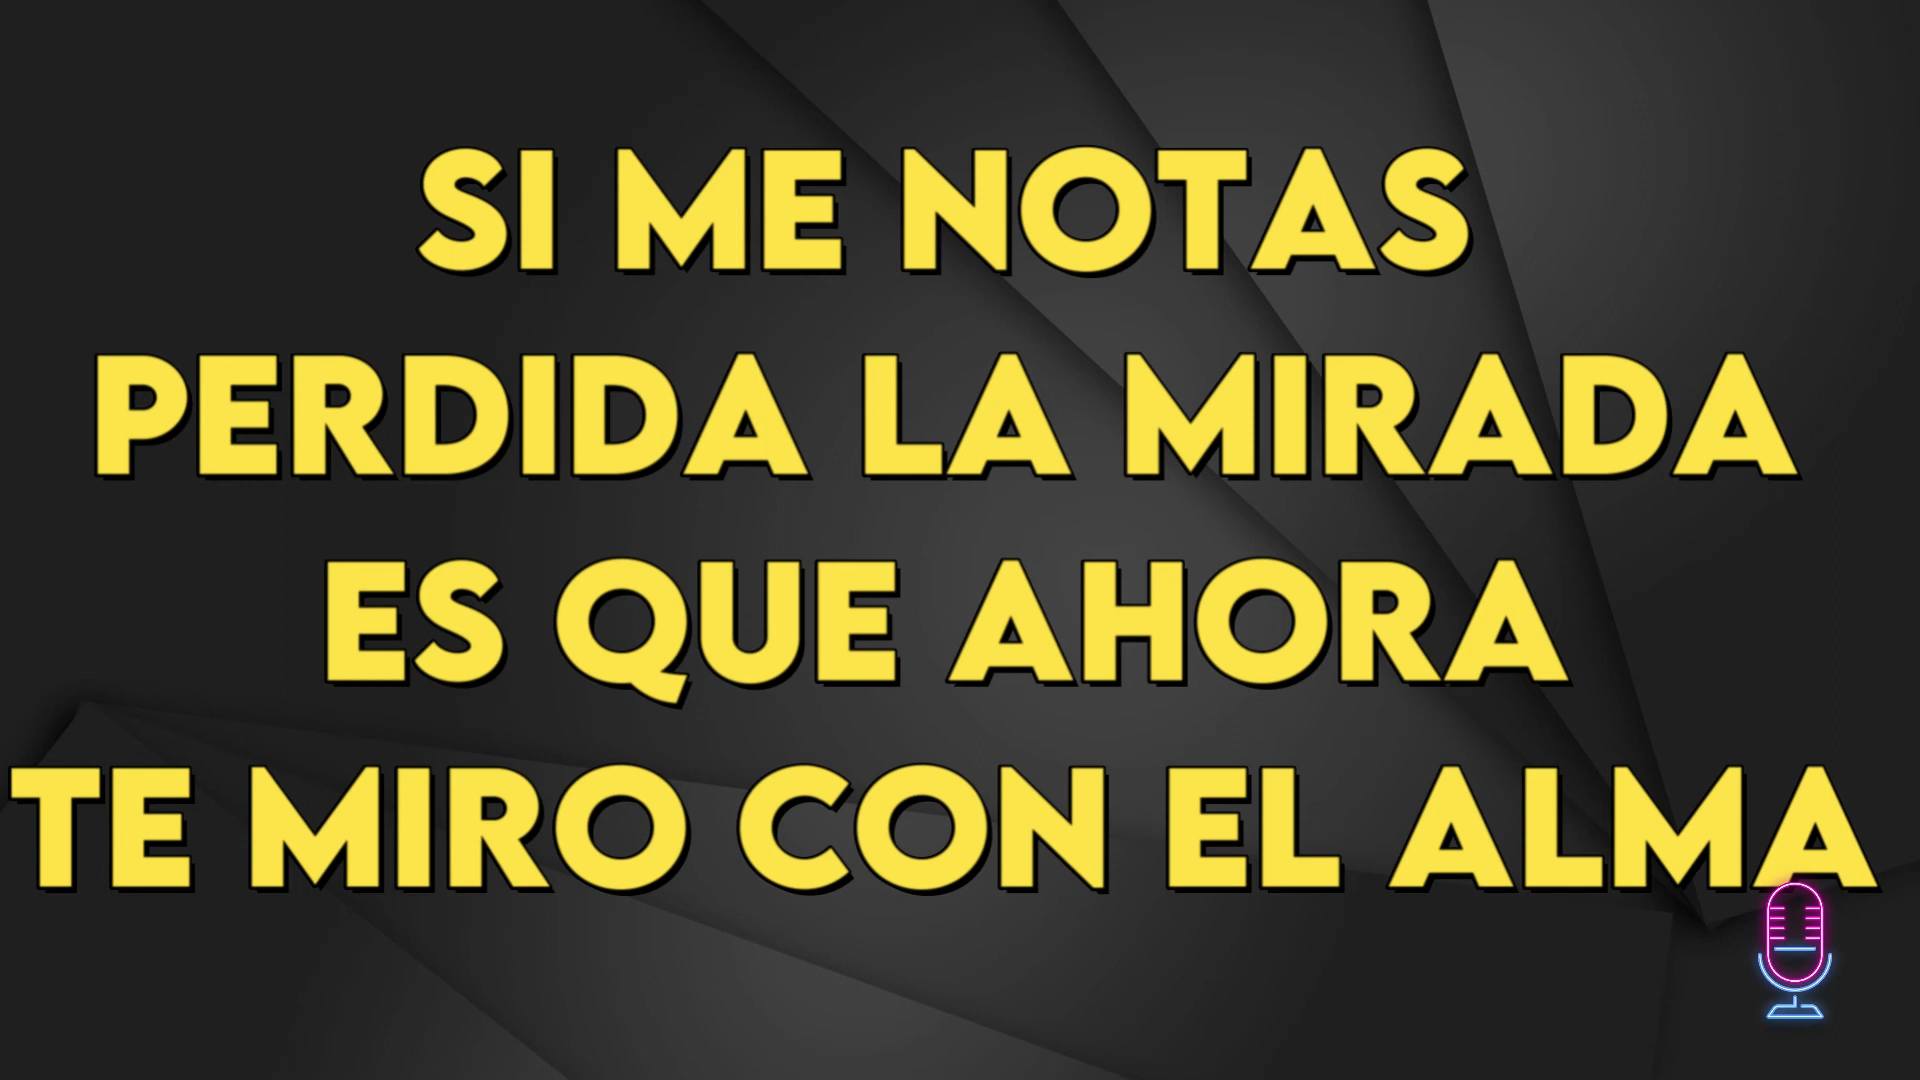 SI ME NOTAS
PERDIDA LA MIRADA
ES QUE AHORA
TE MIRO CON EL ALMA